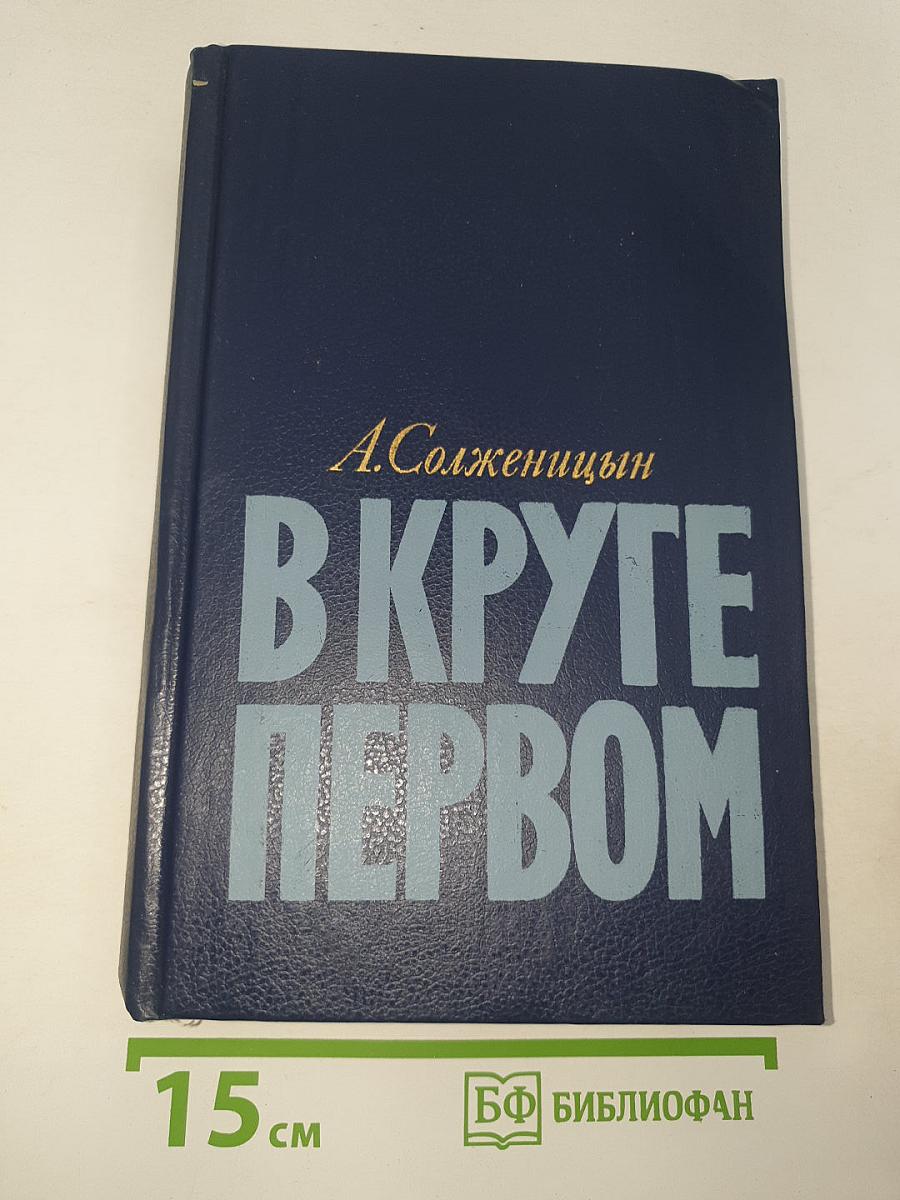 А. Солженицын
В КРУГЕ
ПЕРВОМ
15 см
БФ БИБЛИОФАН